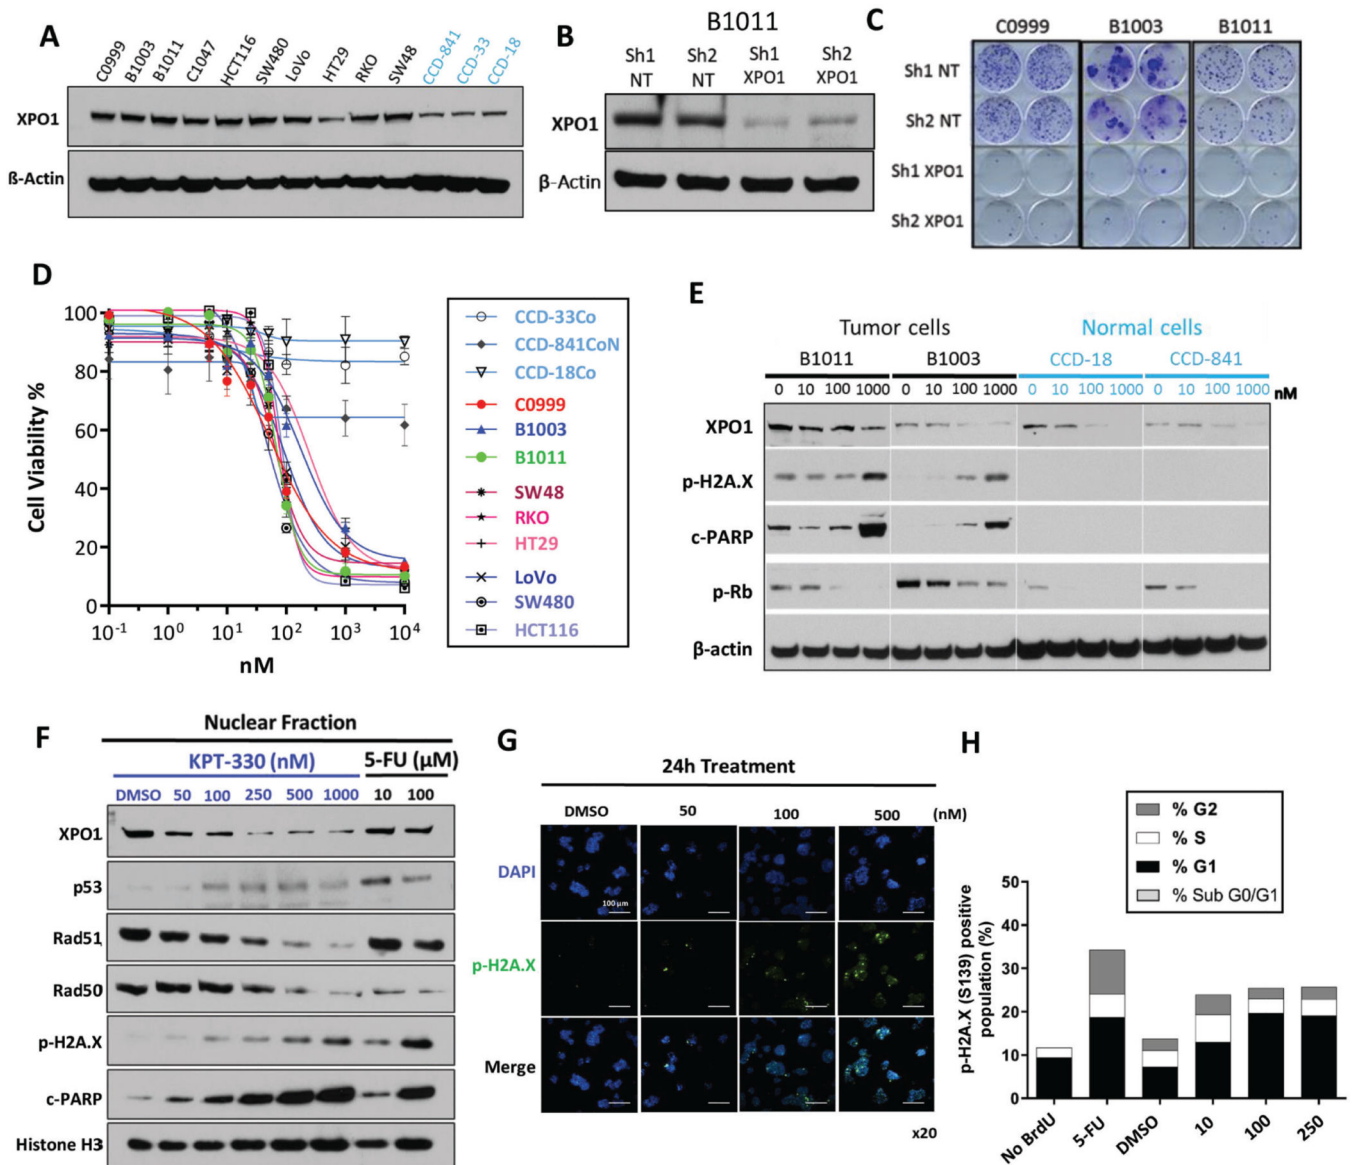 A
C0999
B1003
B1011
C1047
HCT116
SW480
LoVo
HT29
RKO
SW48
CCD-841
CCD-33
CCD-18
XPO1
ß-Actin
B
B1011
Sh1 Sh2 Sh1 Sh2
NT NT XPO1 XPO1
XPO1
β-Actin
C
C0999 B1003 B1011
Sh1 NT
Sh2 NT
Sh1 XPO1
Sh2 XPO1
D
Cell Viability %
100
80
60
40
20
0
10⁻¹ 10⁰ 10¹ 10² 10³ 10⁴
nM
CCD-33Co
CCD-841CoN
CCD-18Co
C0999
B1003
B1011
SW48
RKO
HT29
LoVo
SW480
HCT116
E
Tumor cells Normal cells
B1011 B1003 CCD-18 CCD-841
0 10 100 1000 0 10 100 1000 0 10 100 1000 0 10 100 1000 nM
XPO1
p-H2A.X
c-PARP
p-Rb
β-actin
F
Nuclear Fraction
KPT-330 (nM) 5-FU (µM)
DMSO 50 100 250 500 1000 10 100
XPO1
p53
Rad51
Rad50
p-H2A.X
c-PARP
Histone H3
G
24h Treatment
DMSO 50 100 500 (nM)
DAPI
100 µm
p-H2A.X
Merge
x20
H
% G2
% S
% G1
% Sub G0/G1
p-H2A.X (S139) positive
population (%)
50
40
30
20
10
0
No BrdU 5-FU DMSO 10 100 250